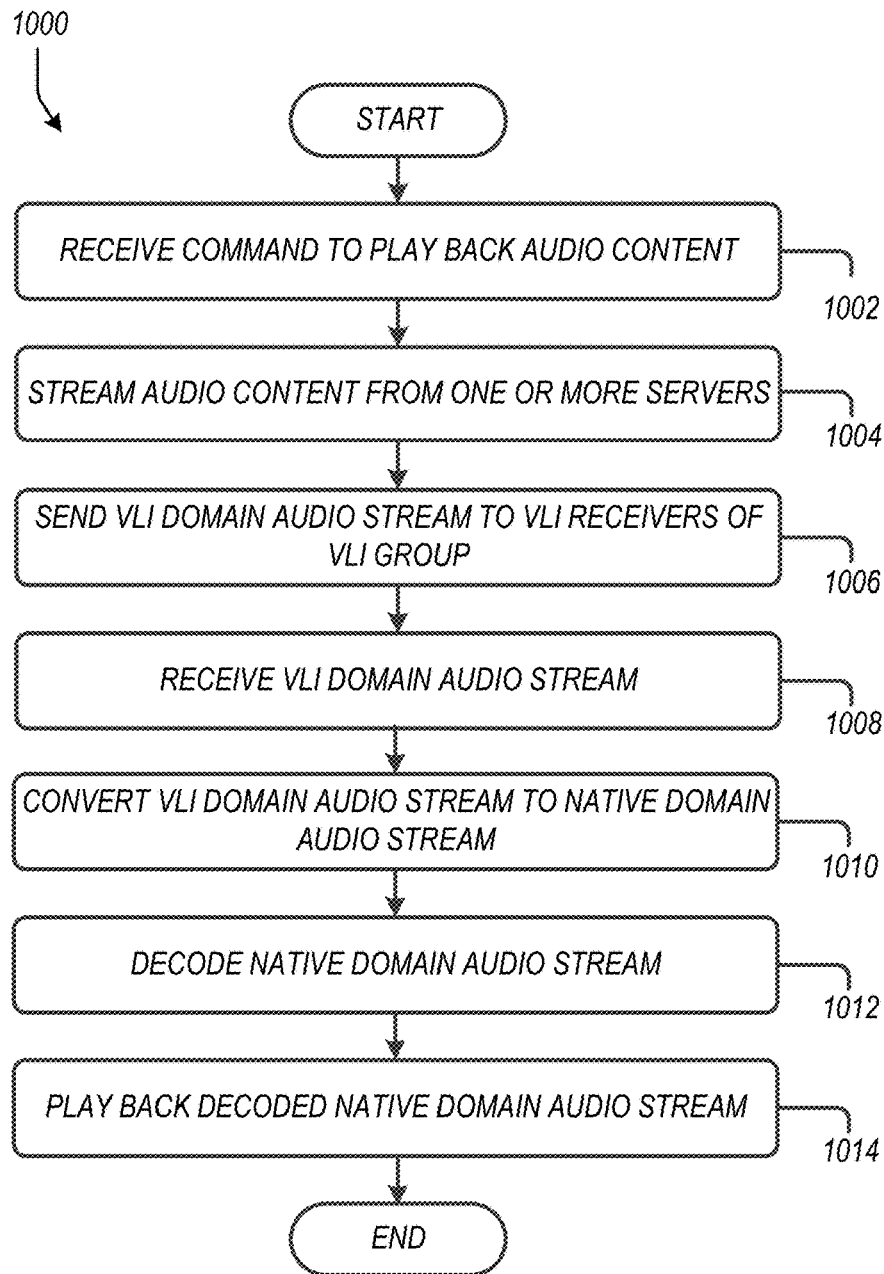 1000
START
RECEIVE COMMAND TO PLAY BACK AUDIO CONTENT
1002
STREAM AUDIO CONTENT FROM ONE OR MORE SERVERS
1004
SEND VLI DOMAIN AUDIO STREAM TO VLI RECEIVERS OF
VLI GROUP
1006
RECEIVE VLI DOMAIN AUDIO STREAM
1008
CONVERT VLI DOMAIN AUDIO STREAM TO NATIVE DOMAIN
AUDIO STREAM
1010
DECODE NATIVE DOMAIN AUDIO STREAM
1012
PLAY BACK DECODED NATIVE DOMAIN AUDIO STREAM
1014
END